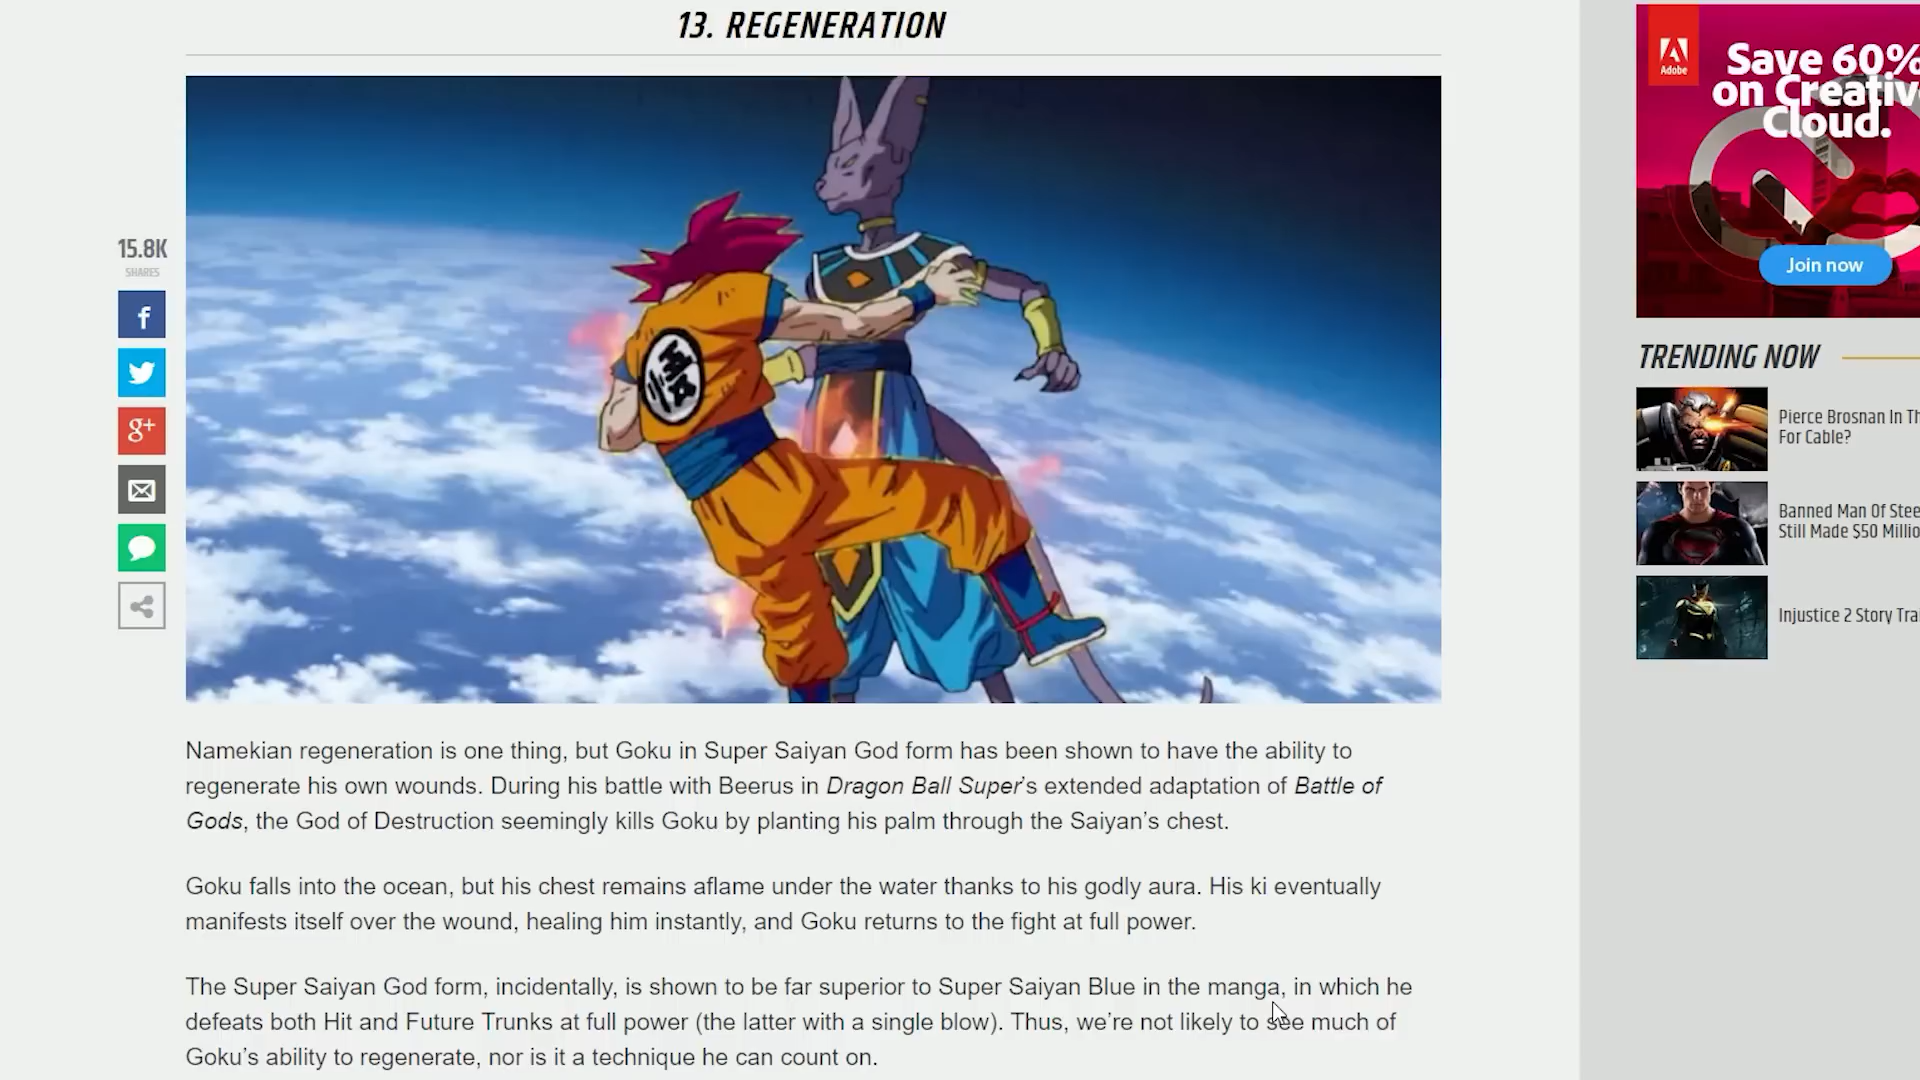 13. REGENERATION
15.8K
SHARES
f
g+
Namekian regeneration is one thing, but Goku in Super Saiyan God form has been shown to have the ability to
regenerate his own wounds. During his battle with Beerus in Dragon Ball Super’s extended adaptation of Battle of
Gods, the God of Destruction seemingly kills Goku by planting his palm through the Saiyan’s chest.
Goku falls into the ocean, but his chest remains aflame under the water thanks to his godly aura. His ki eventually
manifests itself over the wound, healing him instantly, and Goku returns to the fight at full power.
The Super Saiyan God form, incidentally, is shown to be far superior to Super Saiyan Blue in the manga, in which he
defeats both Hit and Future Trunks at full power (the latter with a single blow). Thus, we’re not likely to see much of
Goku’s ability to regenerate, nor is it a technique he can count on.
Adobe
Save 60%
on Creativ
Cloud.
Join now
TRENDING NOW
Pierce Brosnan In Th
For Cable?
Banned Man Of Stee
Still Made $50 Millio
Injustice 2 Story Tra